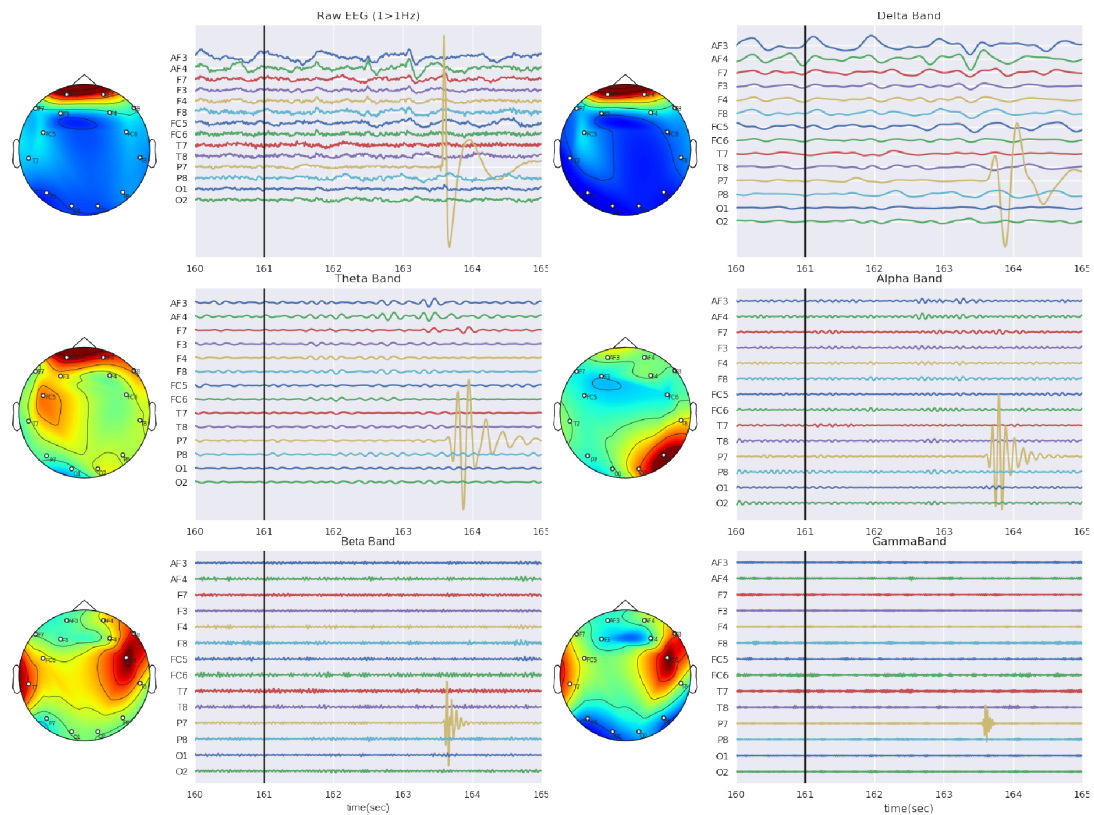 Raw EEG (1>1Hz)
AF3
AF4
F7
F3
F4
F8
FC5
FC6
T7
T8
P7
P8
O1
O2
160 161 162 163 164 165
Delta Band
AF3
AF4
F7
F3
F4
F8
FC5
FC6
T7
T8
P7
P8
O1
O2
160 161 162 163 164 165
Theta Band
AF3
AF4
F7
F3
F4
F8
FC5
FC6
T7
T8
P7
P8
O1
O2
160 161 162 163 164 165
Alpha Band
AF3
AF4
F7
F3
F4
F8
FC5
FC6
T7
T8
P7
P8
O1
O2
160 161 162 163 164 165
Beta Band
AF3
AF4
F7
F3
F4
F8
FC5
FC6
T7
T8
P7
P8
O1
O2
160 161 162 163 164 165
time(sec)
GammaBand
AF3
AF4
F7
F3
F4
F8
FC5
FC6
T7
T8
P7
P8
O1
O2
160 161 162 163 164 165
time(sec)